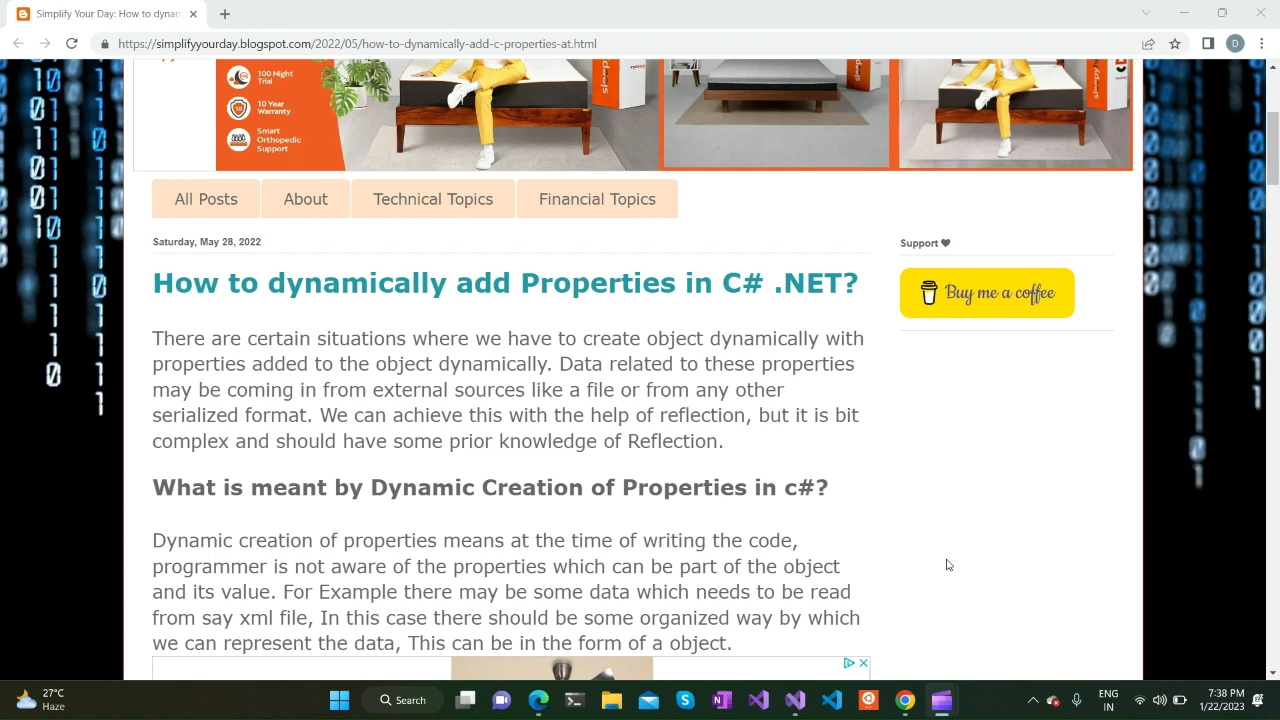 Simplify Your Day: How to dynam
https://simplifyyourday.blogspot.com/2022/05/how-to-dynamically-add-c-properties-at.html
D
100 Night
Trial
10 Year
Warranty
Smart
Orthopedic
Support
All Posts
About
Technical Topics
Financial Topics
Saturday, May 28, 2022
Support
How to dynamically add Properties in C# .NET?
Buy me a coffee
There are certain situations where we have to create object dynamically with
properties added to the object dynamically. Data related to these properties
may be coming in from external sources like a file or from any other
serialized format. We can achieve this with the help of reflection, but it is bit
complex and should have some prior knowledge of Reflection.
What is meant by Dynamic Creation of Properties in c#?
Dynamic creation of properties means at the time of writing the code,
programmer is not aware of the properties which can be part of the object
and its value. For Example there may be some data which needs to be read
from say xml file, In this case there should be some organized way by which
we can represent the data, This can be in the form of a object.
27°C
Haze
Search
ENG
IN
7:38 PM
1/22/2023